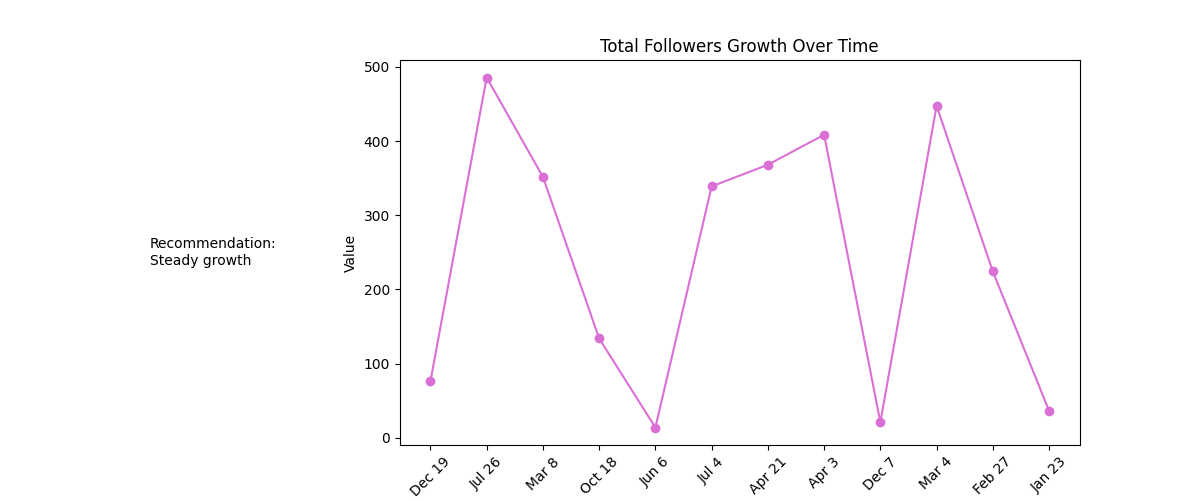 Total Followers Growth Over Time
Recommendation:
Steady growth
Value
500
400
300
200
100
0
Dec 19
Jul 26
Mar 8
Oct 18
Jun 6
Jul 4
Apr 21
Apr 3
Dec 7
Mar 4
Feb 27
Jan 23